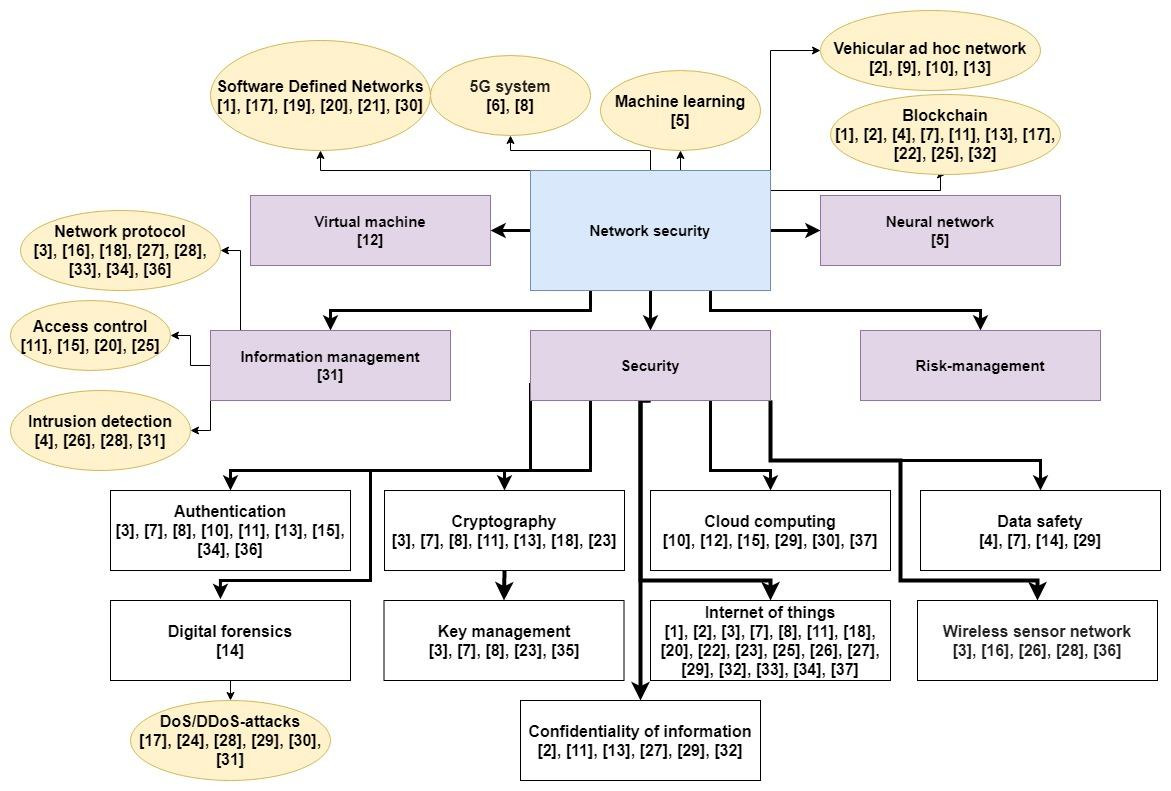 Vehicular ad hoc network
[2], [9], [10], [13]
Software Defined Networks
[1], [17], [19], [20], [21], [30]
5G system
[6], [8]
Machine learning
[5]
Blockchain
[1], [2], [4], [7], [11], [13], [17],
[22], [25], [32]
Virtual machine
[12]
Network security
Neural network
[5]
Network protocol
[3], [16], [18], [27], [28],
[33], [34], [36]
Access control
[11], [15], [20], [25]
Information management
[31]
Security
Risk-management
Intrusion detection
[4], [26], [28], [31]
Authentication
[3], [7], [8], [10], [11], [13], [15],
[34], [36]
Cryptography
[3], [7], [8], [11], [13], [18], [23]
Cloud computing
[10], [12], [15], [29], [30], [37]
Data safety
[4], [7], [14], [29]
Digital forensics
[14]
Key management
[3], [7], [8], [23], [35]
Internet of things
[1], [2], [3], [7], [8], [11], [18],
[20], [22], [23], [25], [26], [27],
[29], [32], [33], [34], [37]
Wireless sensor network
[3], [16], [26], [28], [36]
DoS/DDoS-attacks
[17], [24], [28], [29], [30],
[31]
Confidentiality of information
[2], [11], [13], [27], [29], [32]